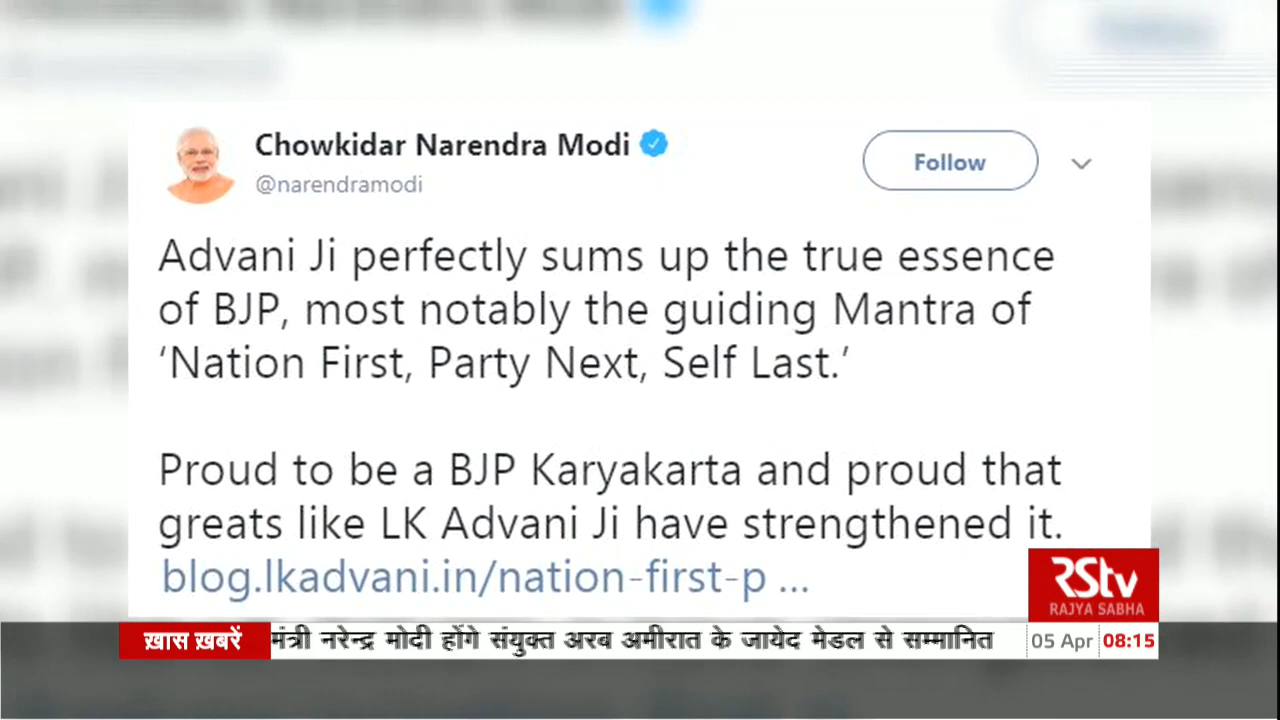 Chowkidar Narendra Modi
@narendramodi
Follow
Advani Ji perfectly sums up the true essence
of BJP, most notably the guiding Mantra of
‘Nation First, Party Next, Self Last.’
Proud to be a BJP Karyakarta and proud that
greats like LK Advani Ji have strengthened it.
blog.lkadvani.in/nation-first-p ...
RStv
RAJYA SABHA
ख़ास ख़बरें
मंत्री नरेन्द्र मोदी होंगे संयुक्त अरब अमीरात के जायेद मेडल से सम्मानित
05 Apr 08:15